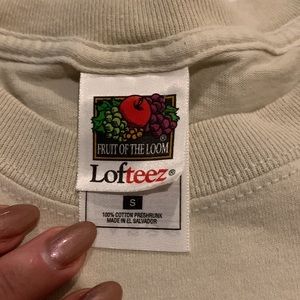 FRUIT OF THE LOOM®
Lofteez®
S
100% COTTON PRESHRUNK
MADE IN EL SALVADOR